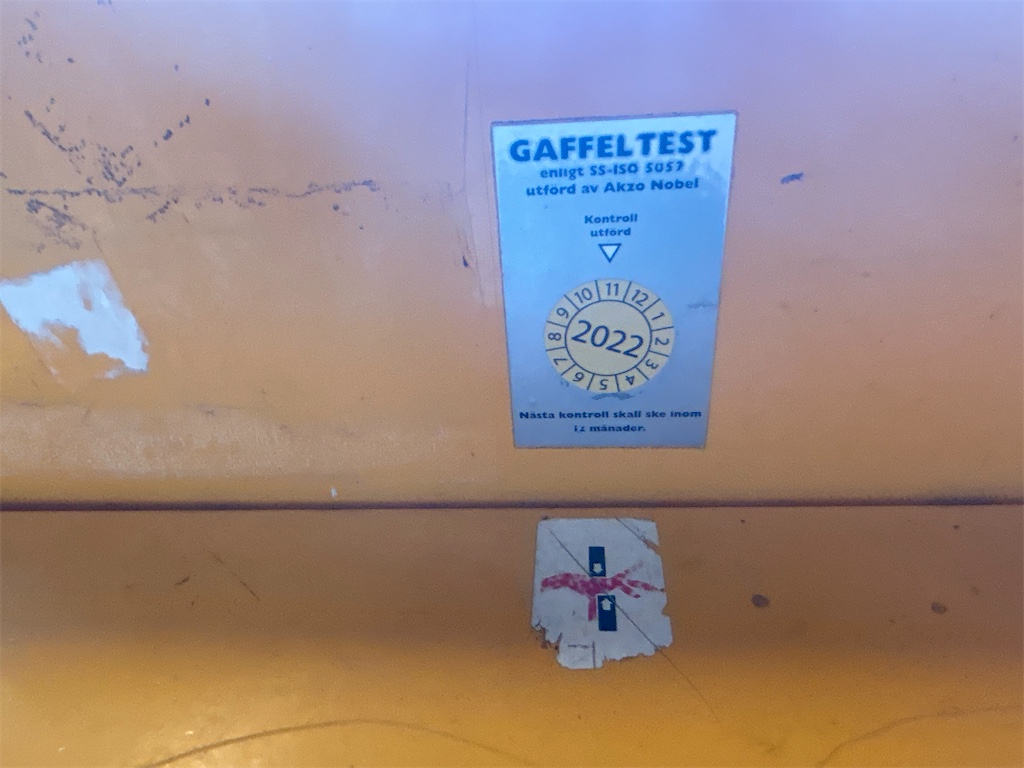 GAFFELTEST
enligt SS-ISO 5057
utförd av Akzo Nobel
Kontroll
utförd
10 11 12 1 2 3 4 5 6 7 8 9
2022
Nästa kontroll skall ske inom
12 månader.